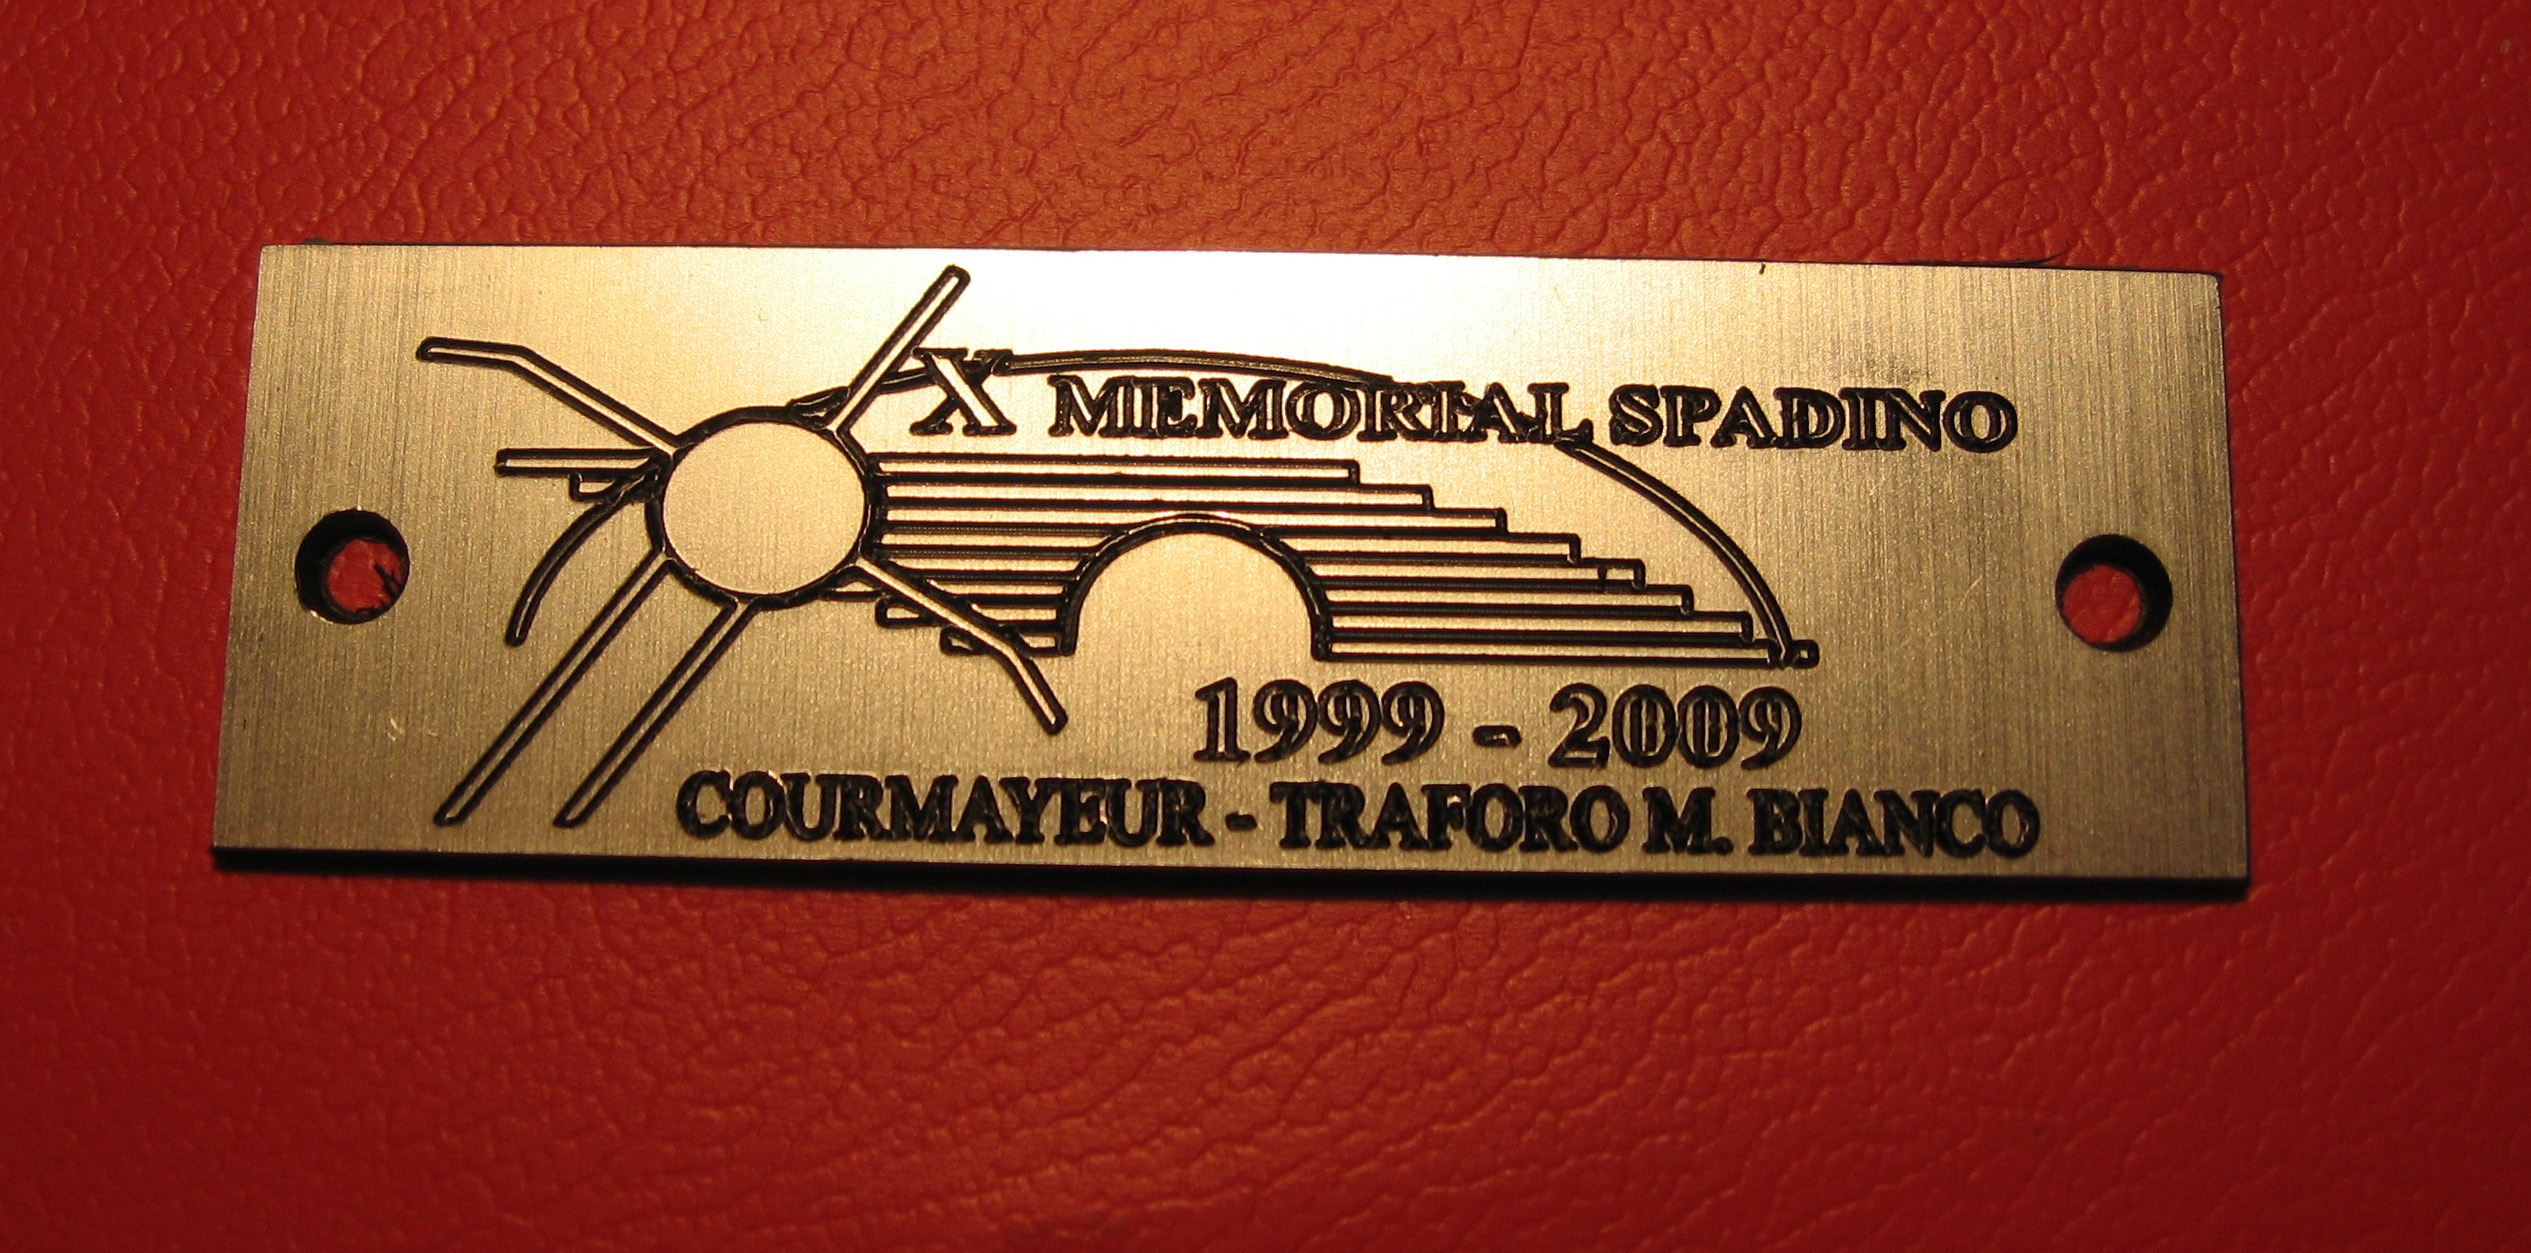 X MEMORIAL SPADINO
1999 - 2009
COURMAYEUR - TRAFORO M. BIANCO